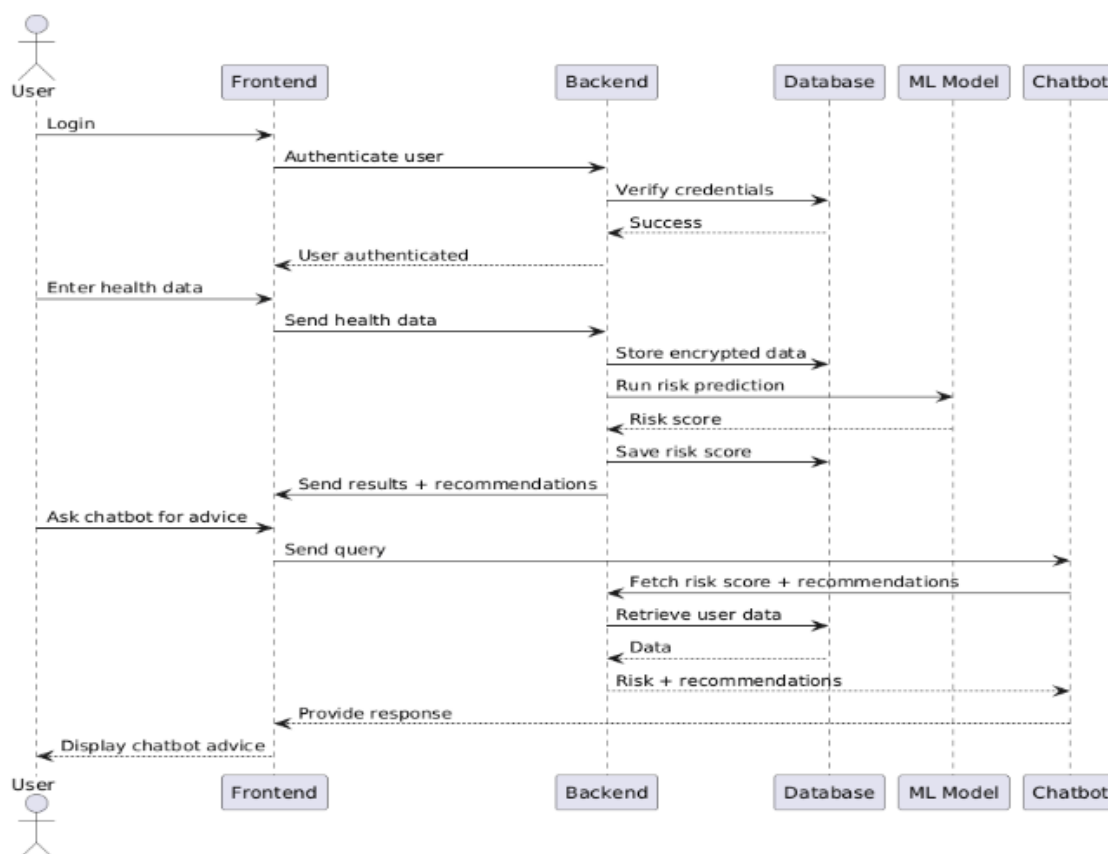 User
Frontend Backend Database ML Model Chatbot
Login
Authenticate user
Verify credentials
Success
User authenticated
Enter health data
Send health data
Store encrypted data
Run risk prediction
Risk score
Save risk score
Send results + recommendations
Ask chatbot for advice
Send query
Fetch risk score + recommendations
Retrieve user data
Data
Risk + recommendations
Provide response
Display chatbot advice
User
Frontend Backend Database ML Model Chatbot